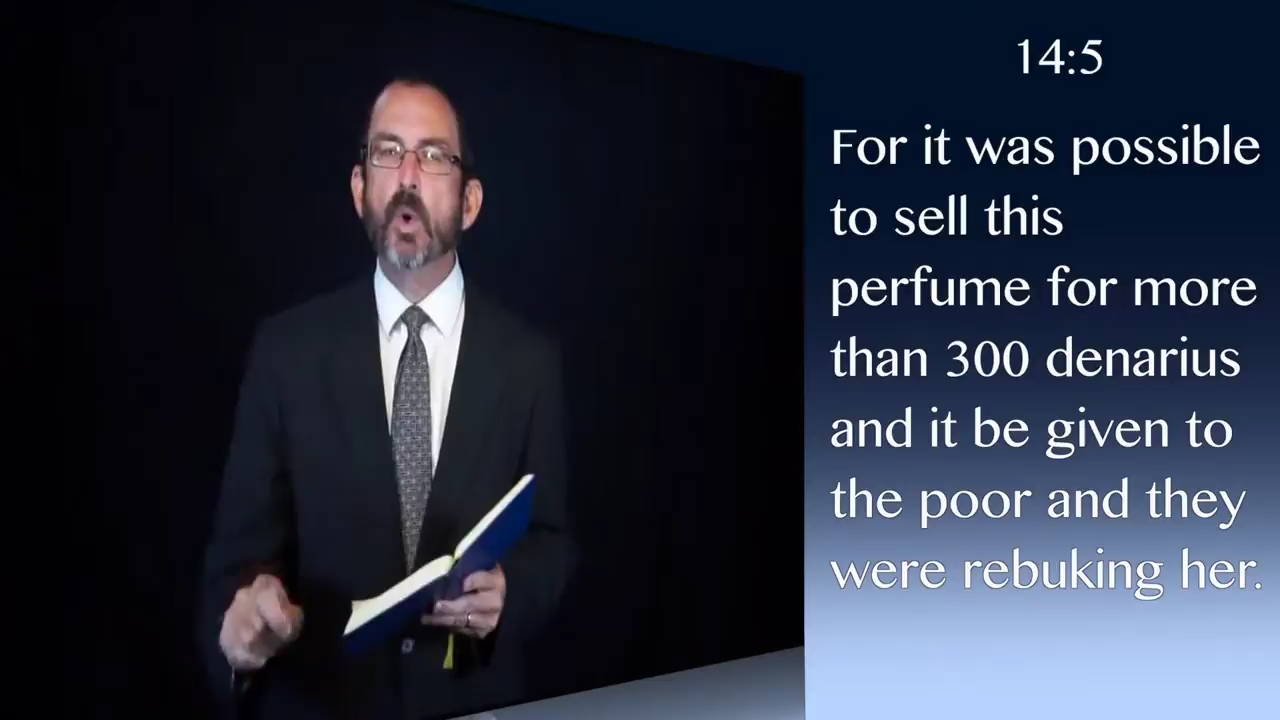 14:5
For it was possible
to sell this
perfume for more
than 300 denarius
and it be given to
the poor and they
were rebuking her.